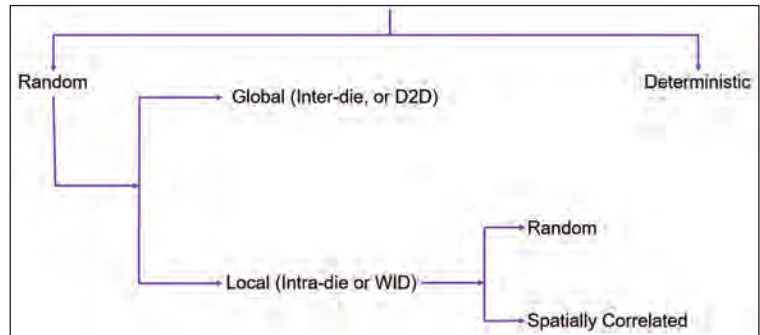 Random
Deterministic
Global (Inter-die, or D2D)
Random
Local (Intra-die or WID)
Spatially Correlated